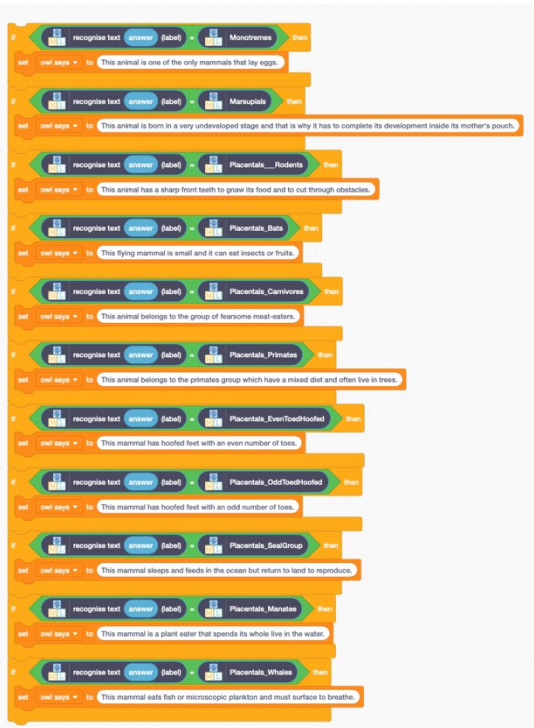 if recognise text answer (label) = Monotremes then
set owl says to This animal is one of the only mammals that lay eggs.
if recognise text answer (label) = Marsupials then
set owl says to This animal is born in a very undeveloped stage and that is why it has to complete its development inside its mother's pouch.
if recognise text answer (label) = Placentals___Rodents then
set owl says to This animal has a sharp front teeth to gnaw its food and to cut through obstacles.
if recognise text answer (label) = Placentals_Bats then
set owl says to This flying mammal is small and it can eat insects or fruits.
if recognise text answer (label) = Placentals_Carnivores then
set owl says to This animal belongs to the group of fearsome meat-eaters.
if recognise text answer (label) = Placentals_Primates then
set owl says to This animal belongs to the primates group which have a mixed diet and often live in trees.
if recognise text answer (label) = Placentals_EvenToedHoofed then
set owl says to This mammal has hoofed feet with an even number of toes.
if recognise text answer (label) = Placentals_OddToedHoofed then
set owl says to This mammal has hoofed feet with an odd number of toes.
if recognise text answer (label) = Placentals_SealGroup then
set owl says to This mammal sleeps and feeds in the ocean but return to land to reproduce.
if recognise text answer (label) = Placentals_Manatee then
set owl says to This mammal is a plant eater that spends its whole live in the water.
if recognise text answer (label) = Placentals_Whales then
set owl says to This mammal eats fish or microscopic plankton and must surface to breathe.